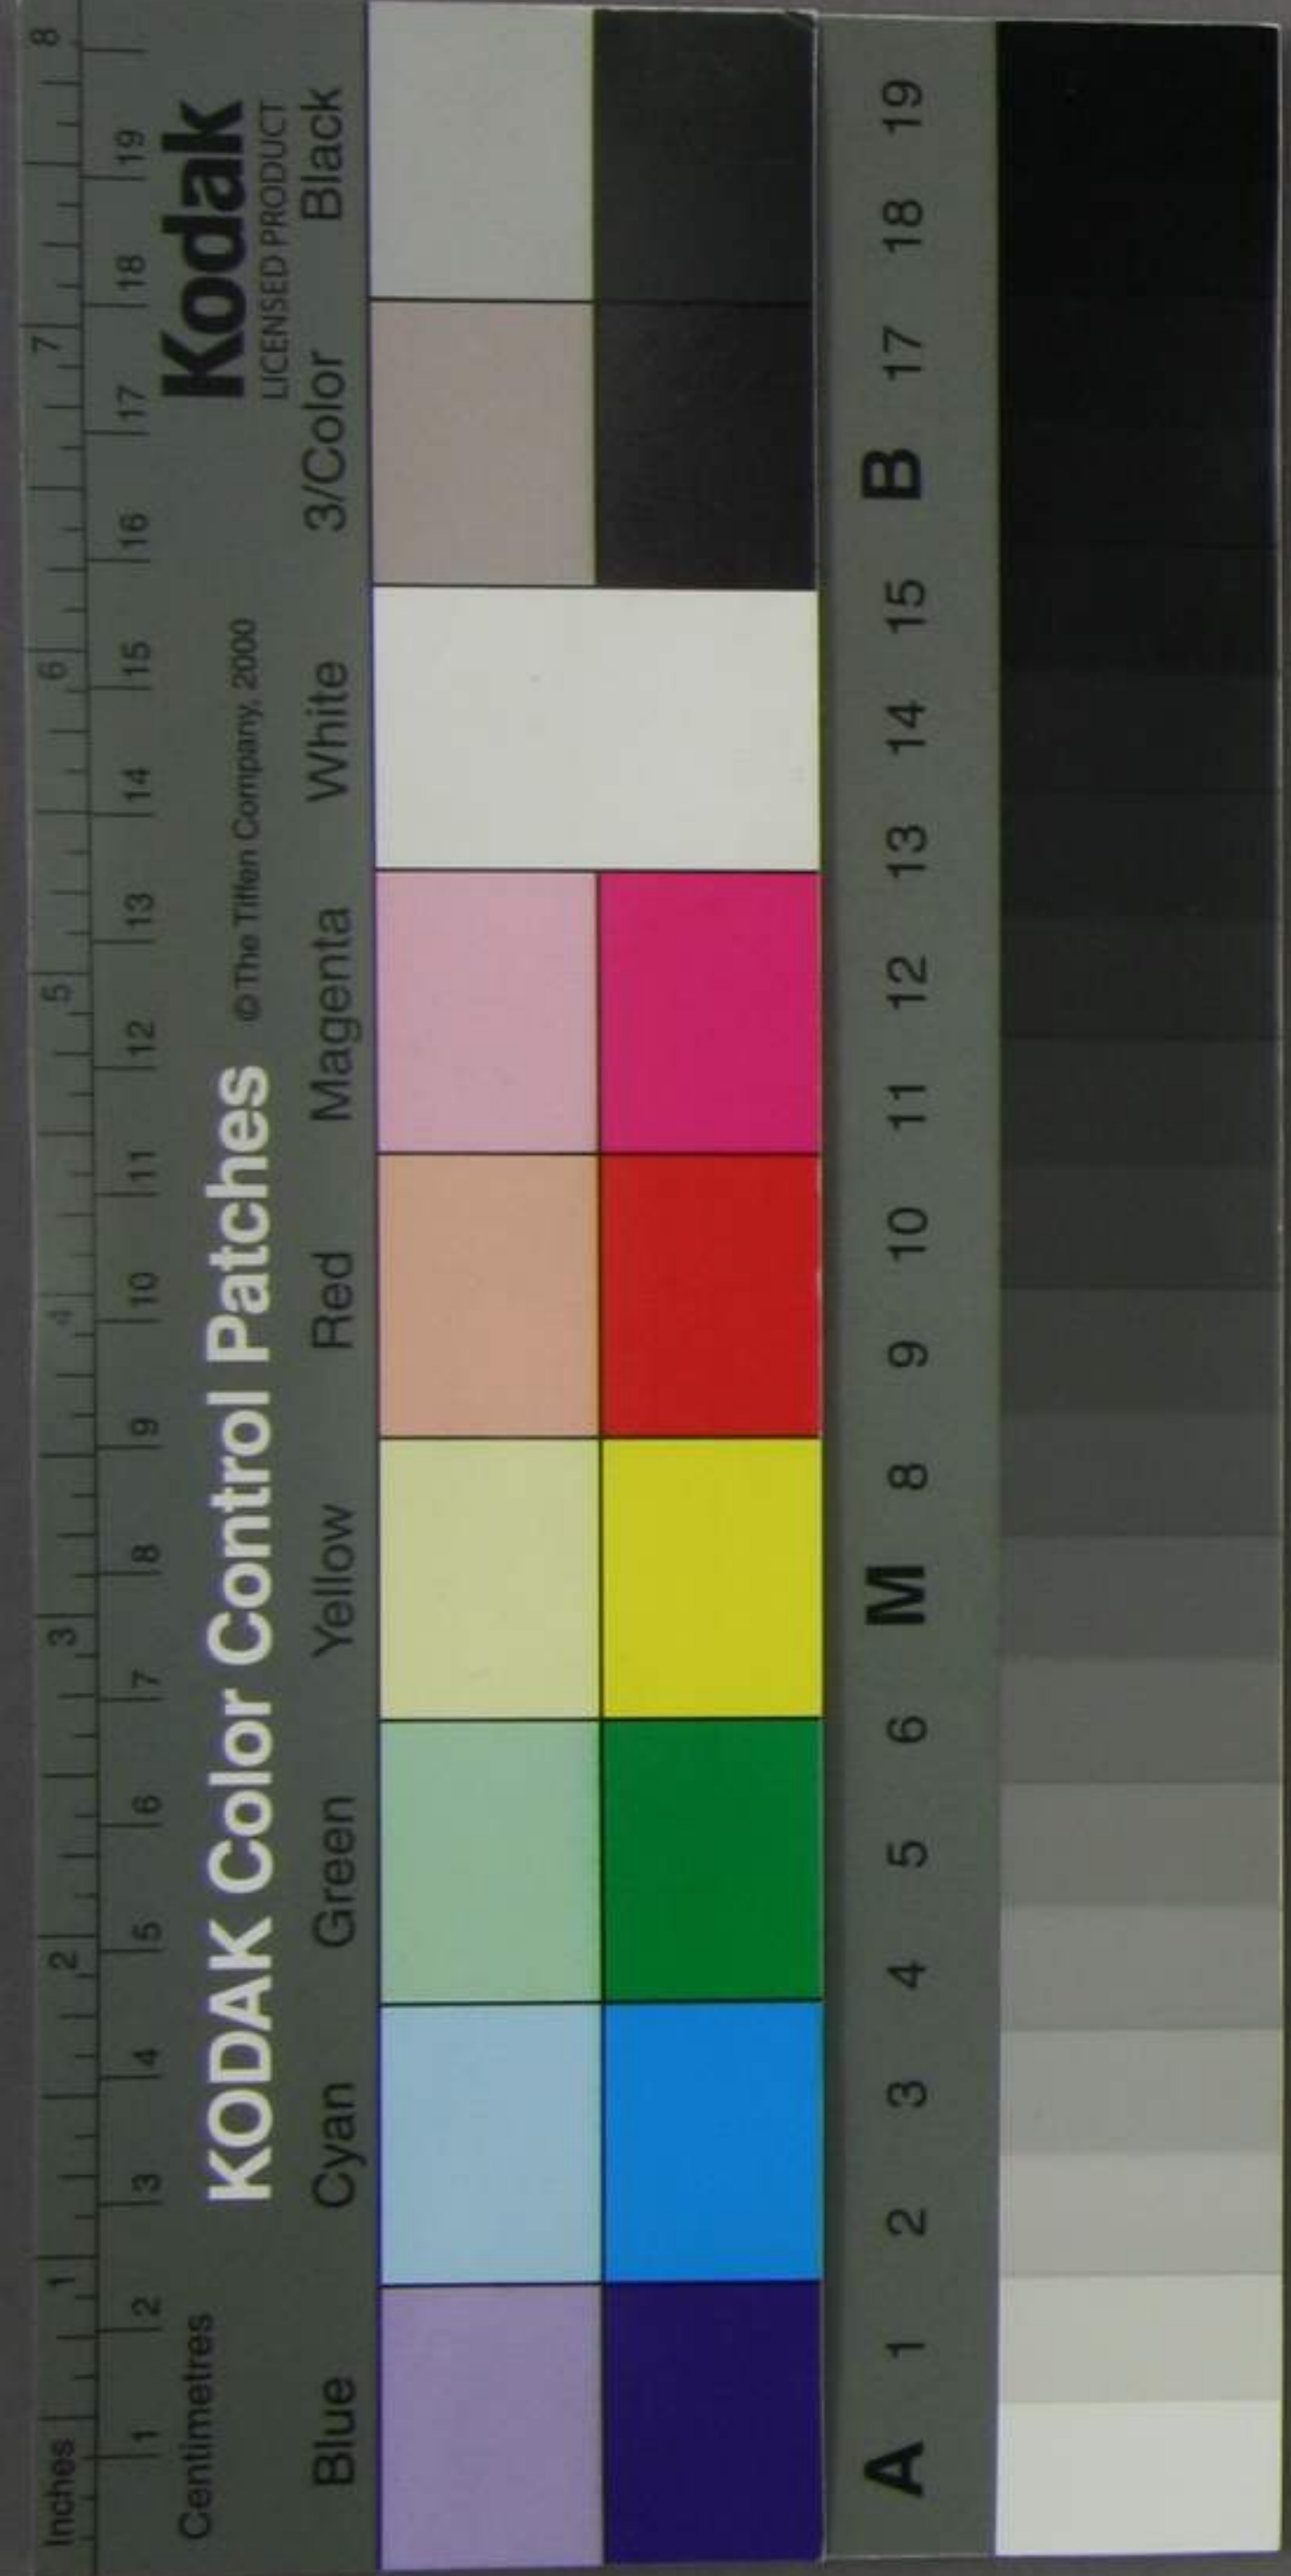 Inches 1 2 3 4 5 6 7 8
Centimetres 1 2 3 4 5 6 7 8 9 10 11 12 13 14 15 16 17 18 19
KODAK Color Control Patches © The Tiffen Company, 2000 Kodak
LICENSED PRODUCT
Blue Cyan Green Yellow Red Magenta White 3/Color Black
A 1 2 3 4 5 6 M 8 9 10 11 12 13 14 15 B 17 18 19